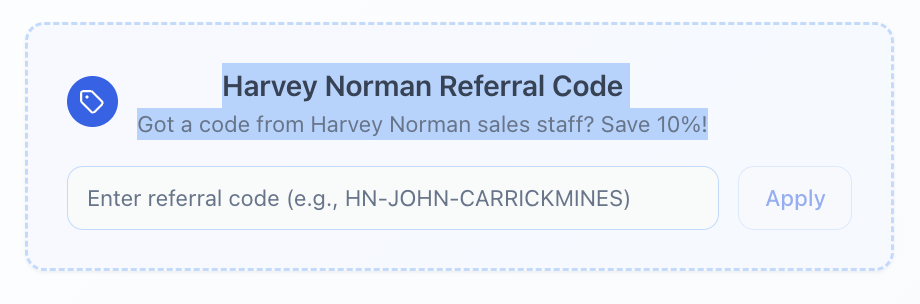 Harvey Norman Referral Code
Got a code from Harvey Norman sales staff? Save 10%!
Enter referral code (e.g., HN-JOHN-CARRICKMINES)
Apply